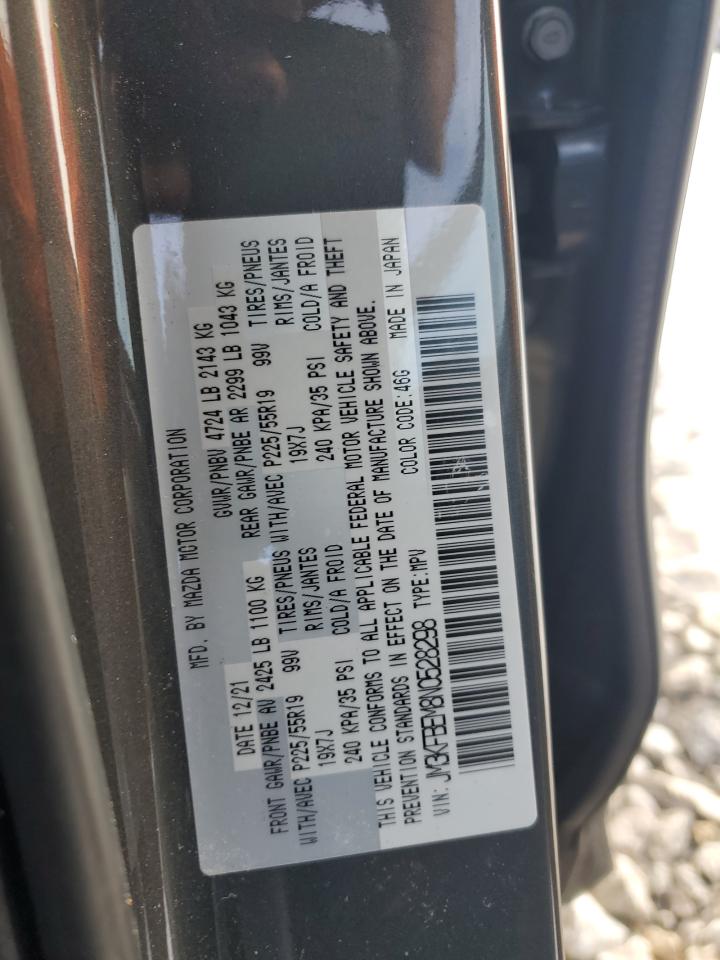 MFD. BY MAZDA MOTOR CORPORATION
DATE 12/21 GVWR/PNBV 4724 LB 2143 KG
FRONT GAWR/PNBE AV 2425 LB 1100 KG REAR GAWR/PNBE AR 2299 LB 1043 KG
WITH/AVEC P225/55R19 99V TIRES/PNEUS WITH/AVEC P225/55R19 99V TIRES/PNEUS
19X7J RIMS/JANTES 19X7J RIMS/JANTES
240 KPA/35 PSI COLD/A FROID 240 KPA/35 PSI COLD/A FROID
THIS VEHICLE CONFORMS TO ALL APPLICABLE FEDERAL MOTOR VEHICLE SAFETY AND THEFT
PREVENTION STANDARDS IN EFFECT ON THE DATE OF MANUFACTURE SHOWN ABOVE.
VIN: JM3KFBEM8N0528298 TYPE:MPV COLOR CODE:46G MADE IN JAPAN